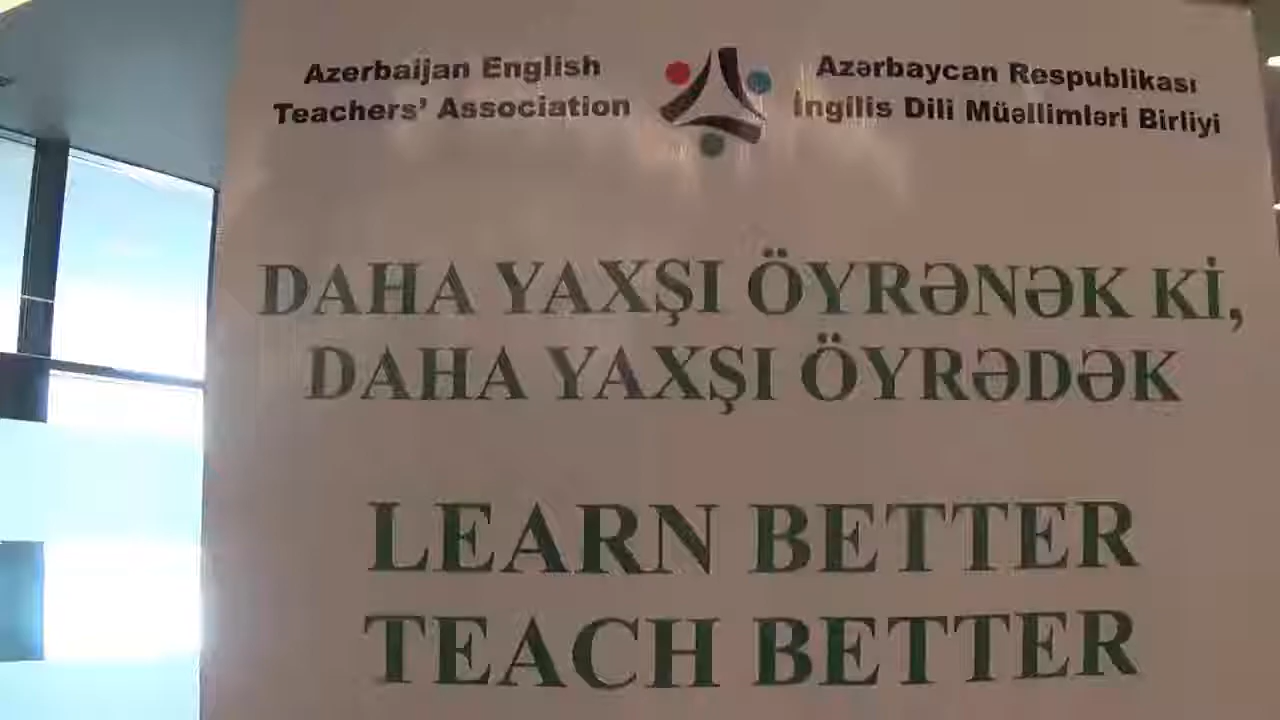 Azerbaijan English
Teachers' Association
Azərbaycan Respublikası
İngilis Dili Müəllimləri Birliyi
DAHA YAXŞI ÖYRƏNƏK Kİ,
DAHA YAXŞI ÖYRƏDƏK
LEARN BETTER
TEACH BETTER